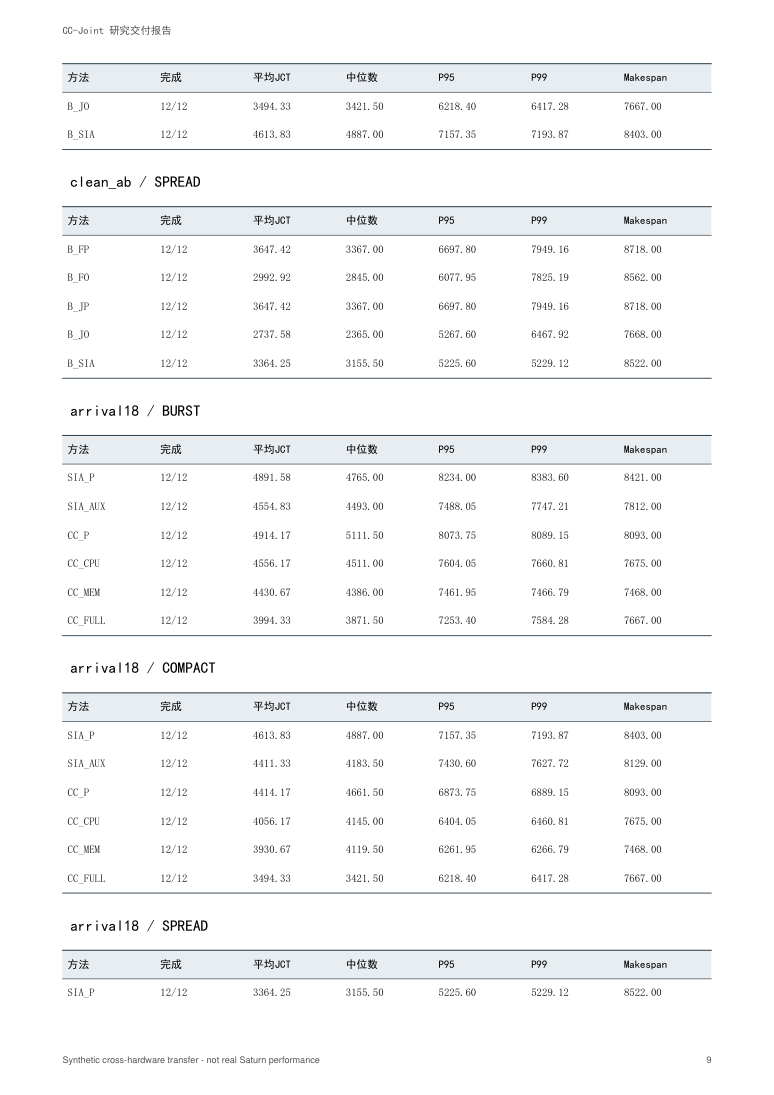 CC-Joint 研究交付报告
方法 完成 平均JCT 中位数 P95 P99 Makespan
B_JO 12/12 3494.33 3421.50 6218.40 6417.28 7667.00
B_SIA 12/12 4613.83 4887.00 7157.35 7193.87 8403.00
clean_ab / SPREAD
方法 完成 平均JCT 中位数 P95 P99 Makespan
B_FP 12/12 3647.42 3367.00 6697.80 7949.16 8718.00
B_FO 12/12 2992.92 2845.00 6077.95 7825.19 8562.00
B_JP 12/12 3647.42 3367.00 6697.80 7949.16 8718.00
B_JO 12/12 2737.58 2365.00 5267.60 6467.92 7668.00
B_SIA 12/12 3364.25 3155.50 5225.60 5229.12 8522.00
arrival18 / BURST
方法 完成 平均JCT 中位数 P95 P99 Makespan
SIA_P 12/12 4891.58 4765.00 8234.00 8383.60 8421.00
SIA_AUX 12/12 4554.83 4493.00 7488.05 7747.21 7812.00
CC_P 12/12 4914.17 5111.50 8073.75 8089.15 8093.00
CC_CPU 12/12 4556.17 4511.00 7604.05 7660.81 7675.00
CC_MEM 12/12 4430.67 4386.00 7461.95 7466.79 7468.00
CC_FULL 12/12 3994.33 3871.50 7253.40 7584.28 7667.00
arrival18 / COMPACT
方法 完成 平均JCT 中位数 P95 P99 Makespan
SIA_P 12/12 4613.83 4887.00 7157.35 7193.87 8403.00
SIA_AUX 12/12 4411.33 4183.50 7430.60 7627.72 8129.00
CC_P 12/12 4414.17 4661.50 6873.75 6889.15 8093.00
CC_CPU 12/12 4056.17 4145.00 6404.05 6460.81 7675.00
CC_MEM 12/12 3930.67 4119.50 6261.95 6266.79 7468.00
CC_FULL 12/12 3494.33 3421.50 6218.40 6417.28 7667.00
arrival18 / SPREAD
方法 完成 平均JCT 中位数 P95 P99 Makespan
SIA_P 12/12 3364.25 3155.50 5225.60 5229.12 8522.00
Synthetic cross-hardware transfer - not real Saturn performance 9